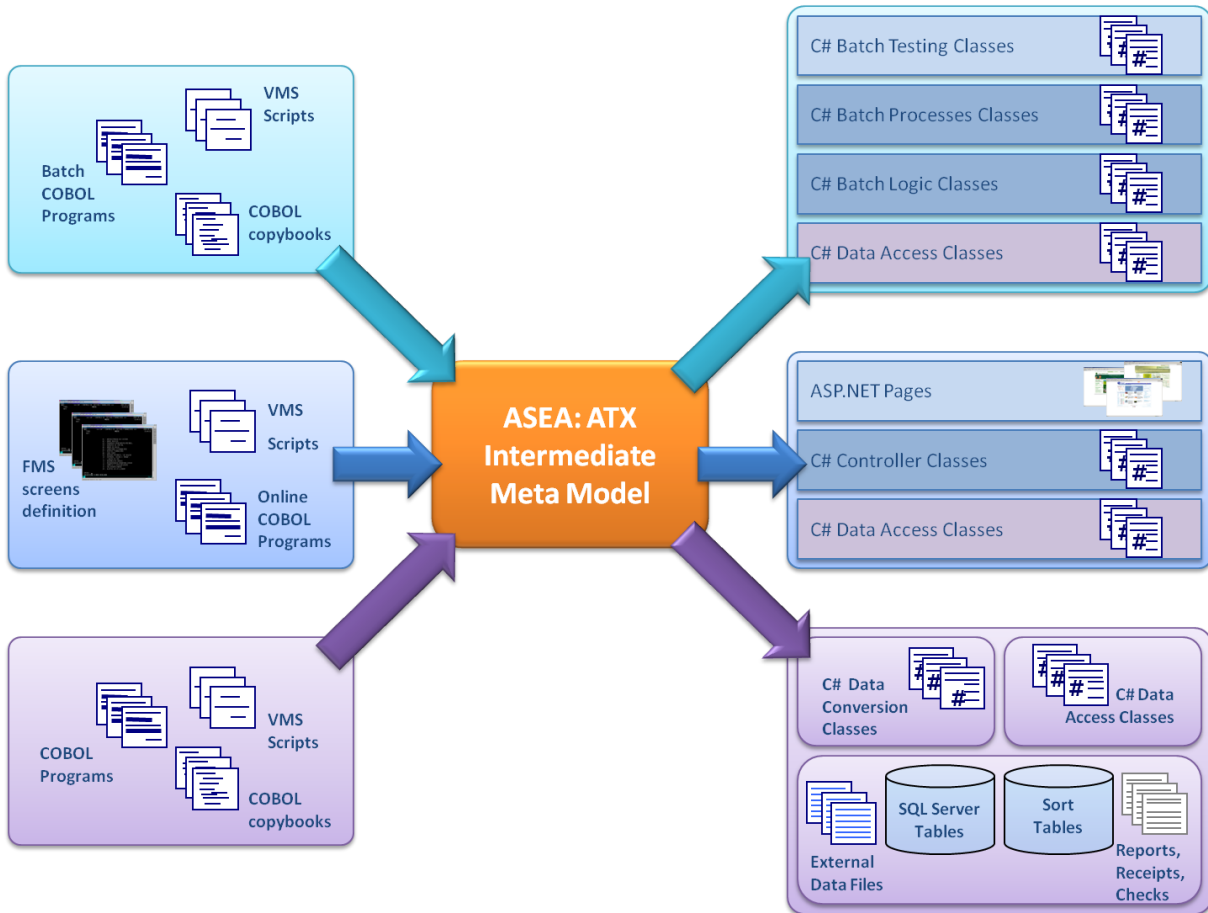 VMS
Scripts
Batch
COBOL
Programs
COBOL
copybooks
FMS
screens
definition
VMS
Scripts
Online
COBOL
Programs
COBOL
Programs
VMS
Scripts
COBOL
copybooks
ASEA: ATX
Intermediate
Meta Model
C# Batch Testing Classes
C# Batch Processes Classes
C# Batch Logic Classes
C# Data Access Classes
ASP.NET Pages
C# Controller Classes
C# Data Access Classes
C# Data
Conversion
Classes
C# Data
Access Classes
External
Data Files
SQL Server
Tables
Sort
Tables
Reports,
Receipts,
Checks